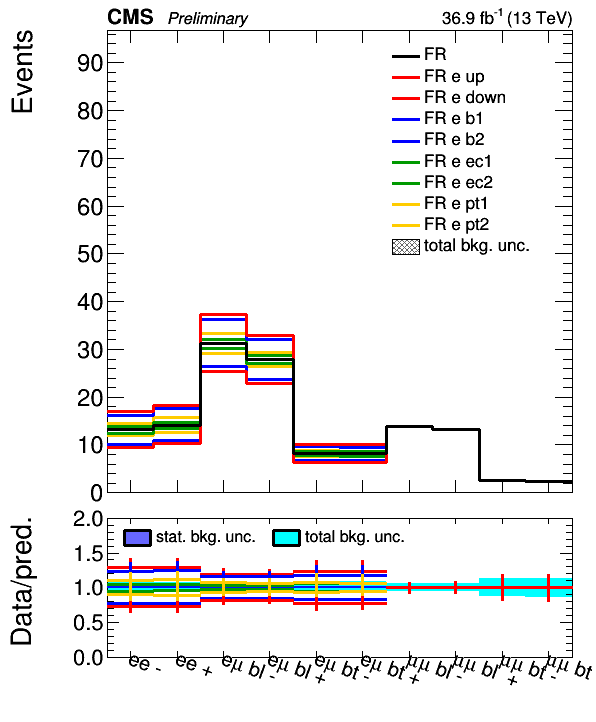 CMS Preliminary 36.9 fb⁻¹ (13 TeV)
Events
90
80
70
60
50
40
30
20
10
0
FR
FR e up
FR e down
FR e b1
FR e b2
FR e ec1
FR e ec2
FR e pt1
FR e pt2
total bkg. unc.
Data/pred.
2.0
1.5
1.0
0.5
0.0
stat. bkg. unc.
total bkg. unc.
ee -
ee +
eμ bl -
eμ bl +
eμ bt -
eμ bt +
μμ bl -
μμ bl +
μμ bt -
μμ bt